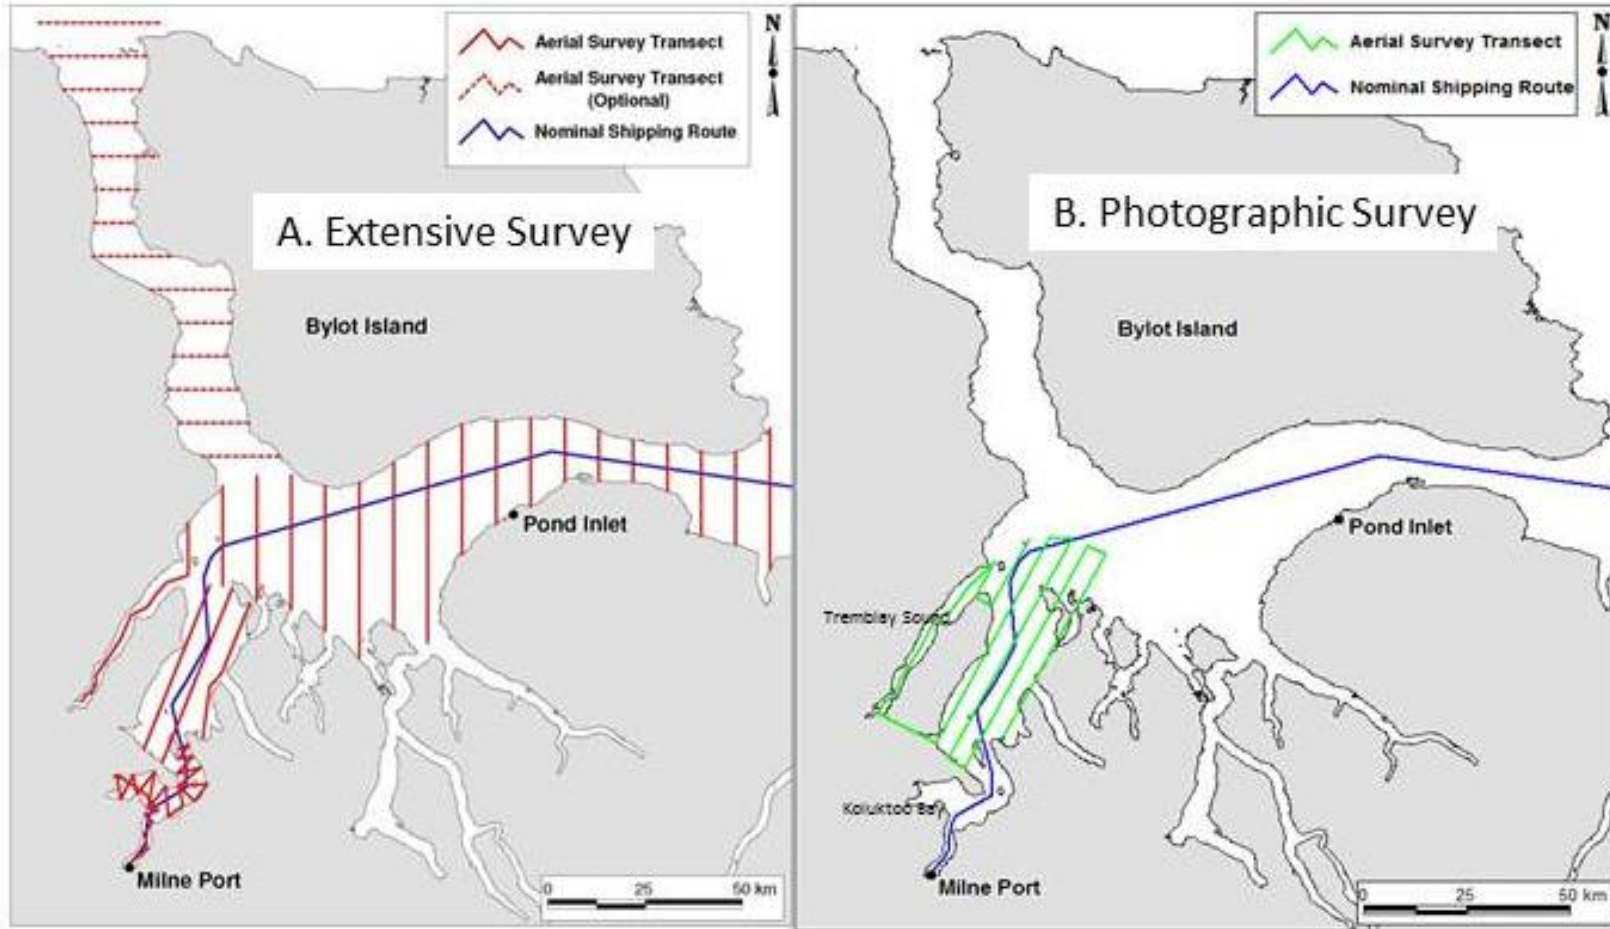 Aerial Survey Transect
Aerial Survey Transect
(Optional)
Nominal Shipping Route
N
A. Extensive Survey
Bylot Island
Pond Inlet
Milne Port
0 25 50 km
Aerial Survey Transect
Nominal Shipping Route
N
B. Photographic Survey
Bylot Island
Pond Inlet
Tremblay Sound
Koluktoo Bay
Milne Port
0 25 50 km